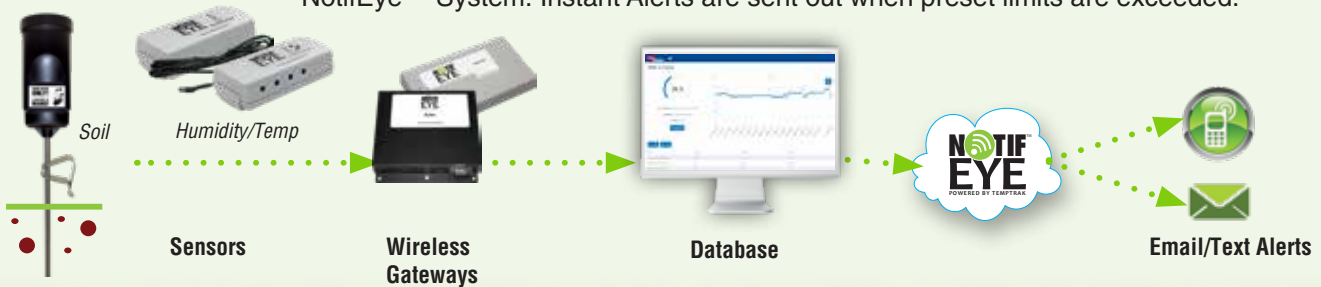 NotifEye™ System. Instant Alerts are sent out when preset limits are exceeded.
Soil
Humidity/Temp
NOTIF
EYE
POWERED BY TEMPTRAK
Sensors
Wireless
Gateways
Database
Email/Text Alerts